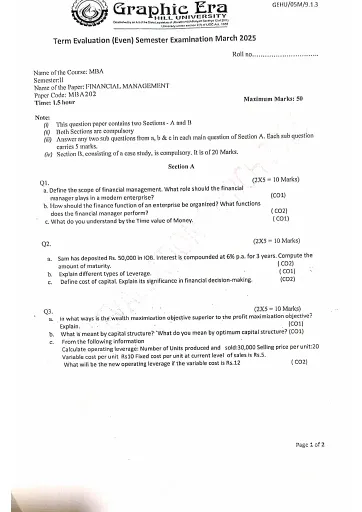 GEHU/05M/9.1.3
Graphic Era
HILL UNIVERSITY
Term Evaluation (Even) Semester Examination March 2025
Roll no..............................
Name of the Course: MBA
Semester:II
Name of the Paper: FINANCIAL MANAGEMENT
Paper Code: MBA202
Time: 1.5 hour
Maximum Marks: 50
Note:
(i) This question paper contains two Sections - A and B
(ii) Both Sections are compulsory
(iii) Answer any two sub questions from a, b & c in each main question of Section A. Each sub question
carries 5 marks.
(iv) Section B, consisting of a case study, is compulsory. It is of 20 Marks.
Section A
Q1. (2X5 = 10 Marks)
a. Define the scope of financial management. What role should the financial
manager plays in a modern enterprise? (CO1)
b. How should the finance function of an enterprise be organized? What functions
does the financial manager perform? ( CO2)
c. What do you understand by the Time value of Money. ( CO1)
Q2. (2X5 = 10 Marks)
a. Sam has deposited Rs. 50,000 in IOB. Interest is compounded at 6% p.a. for 3 years. Compute the
amount of maturity. ( CO2)
b. Explain different types of Leverage. ( CO1)
c. Define cost of capital. Explain its significance in financial decision-making. (CO2)
Q3. (2X5 = 10 Marks)
a. In what ways is the wealth maximization objective superior to the profit maximization objective?
Explain. (CO1)
b. What is meant by capital structure? 'What do you mean by optimum capital structure? (CO1)
c. From the following information
Calculate operating leverage: Number of Units produced and sold:30,000 Selling price per unit:20
Variable cost per unit Rs10 Fixed cost per unit at current level of sales is Rs.5.
What will be the new operating leverage if the variable cost is Rs.12 ( CO2)
Page 1 of 2